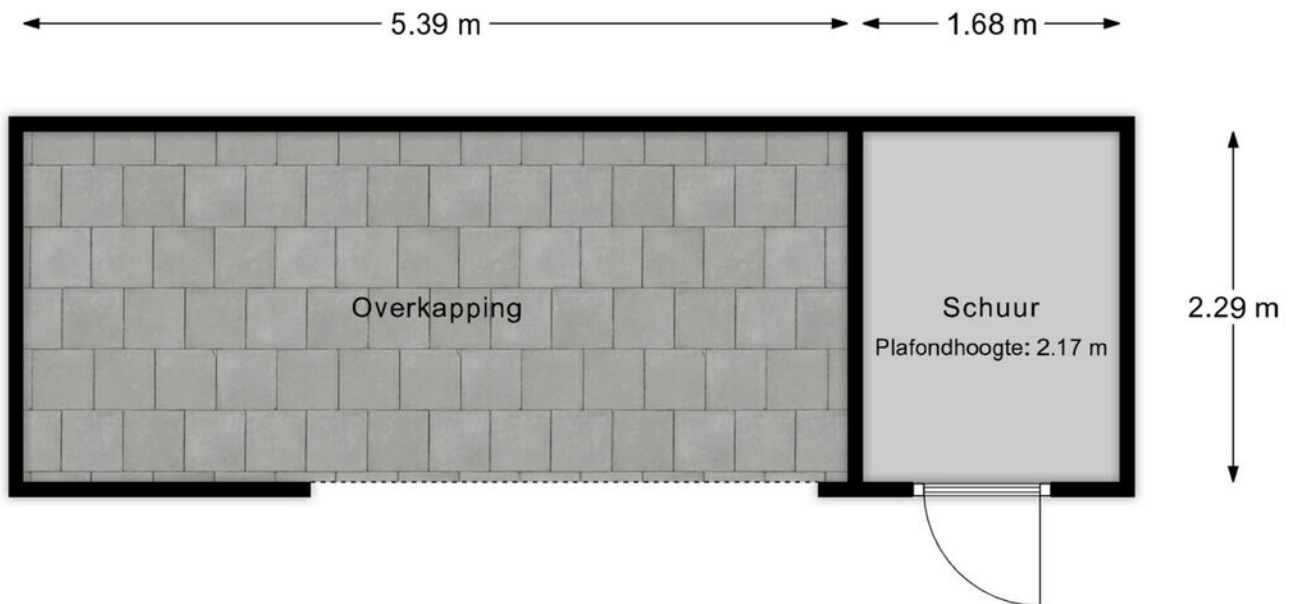 5.39 m
1.68 m
Overkapping
Schuur
Plafondhoogte: 2.17 m
2.29 m